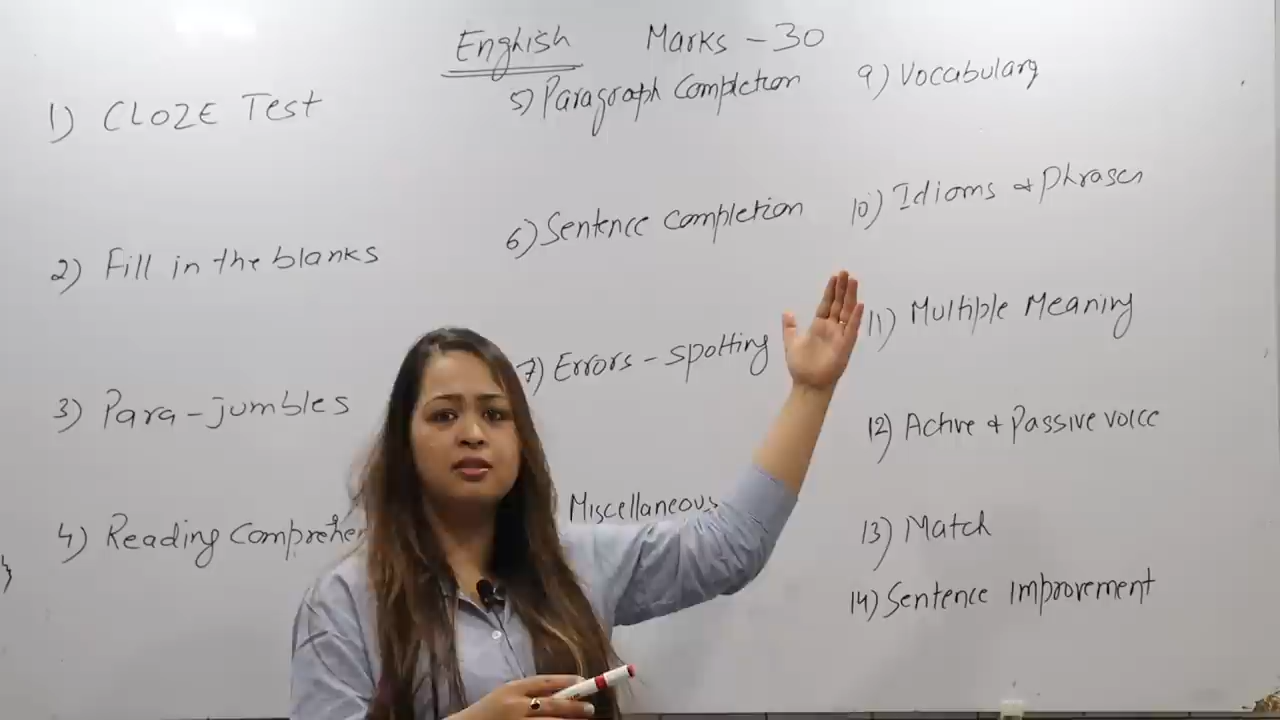 English Marks - 30
1) CLOZE Test
2) Fill in the blanks
3) Para-jumbles
4) Reading Comprehen
5) Paragraph Completion
6) Sentence Completion
7) Errors - spotting
Miscellaneous
9) Vocabulary
10) Idioms & Phrases
11) Multiple Meaning
12) Active & Passive voice
13) Match
14) Sentence improvement